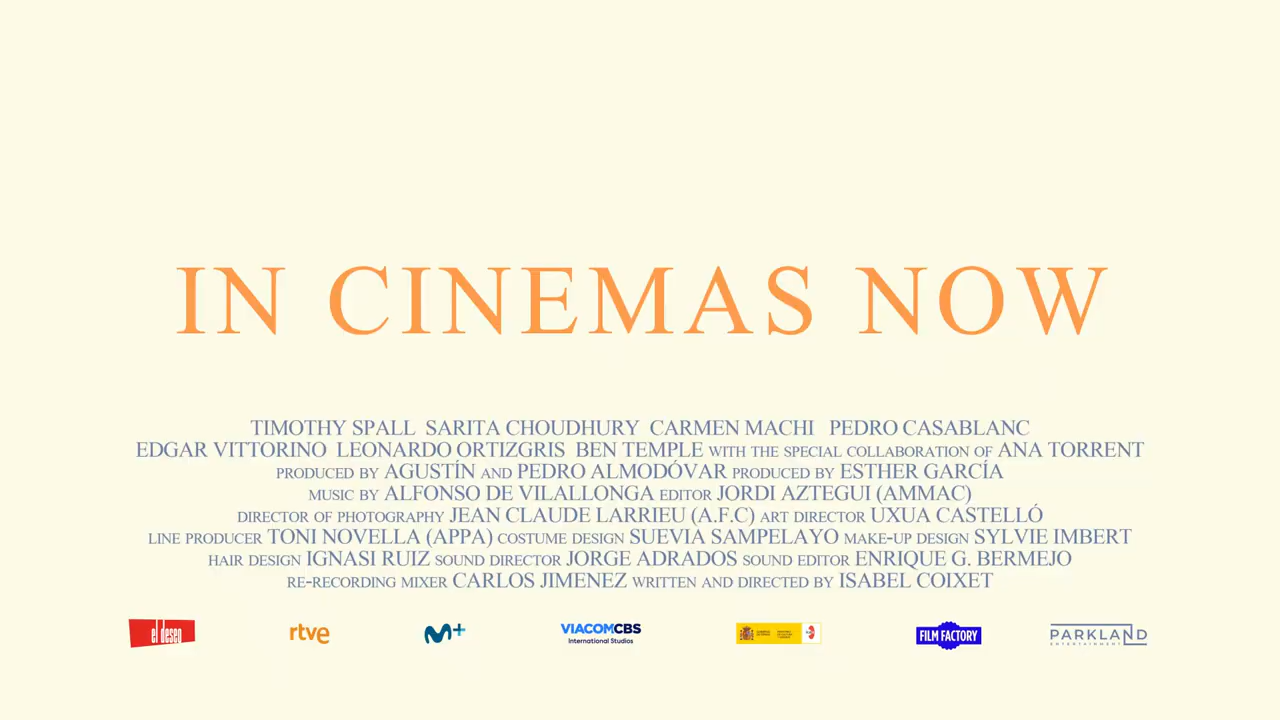 IN CINEMAS NOW
TIMOTHY SPALL SARITA CHOUDHURY CARMEN MACHI PEDRO CASABLANC
EDGAR VITTORINO LEONARDO ORTIZGRIS BEN TEMPLE WITH THE SPECIAL COLLABORATION OF ANA TORRENT
PRODUCED BY AGUSTÍN AND PEDRO ALMODÓVAR PRODUCED BY ESTHER GARCÍA
MUSIC BY ALFONSO DE VILALLONGA EDITOR JORDI AZTEGUI (AMMAC)
DIRECTOR OF PHOTOGRAPHY JEAN CLAUDE LARRIEU (A.F.C) ART DIRECTOR UXUA CASTELLÓ
LINE PRODUCER TONI NOVELLA (APPA) COSTUME DESIGN SUEVIA SAMPELAYO MAKE-UP DESIGN SYLVIE IMBERT
HAIR DESIGN IGNASI RUIZ SOUND DIRECTOR JORGE ADRADOS SOUND EDITOR ENRIQUE G. BERMEJO
RE-RECORDING MIXER CARLOS JIMENEZ WRITTEN AND DIRECTED BY ISABEL COIXET
el deseo
rtve
M+
VIACOMCBS
International Studios
FILM FACTORY
PARKLAND
ENTERTAINMENT